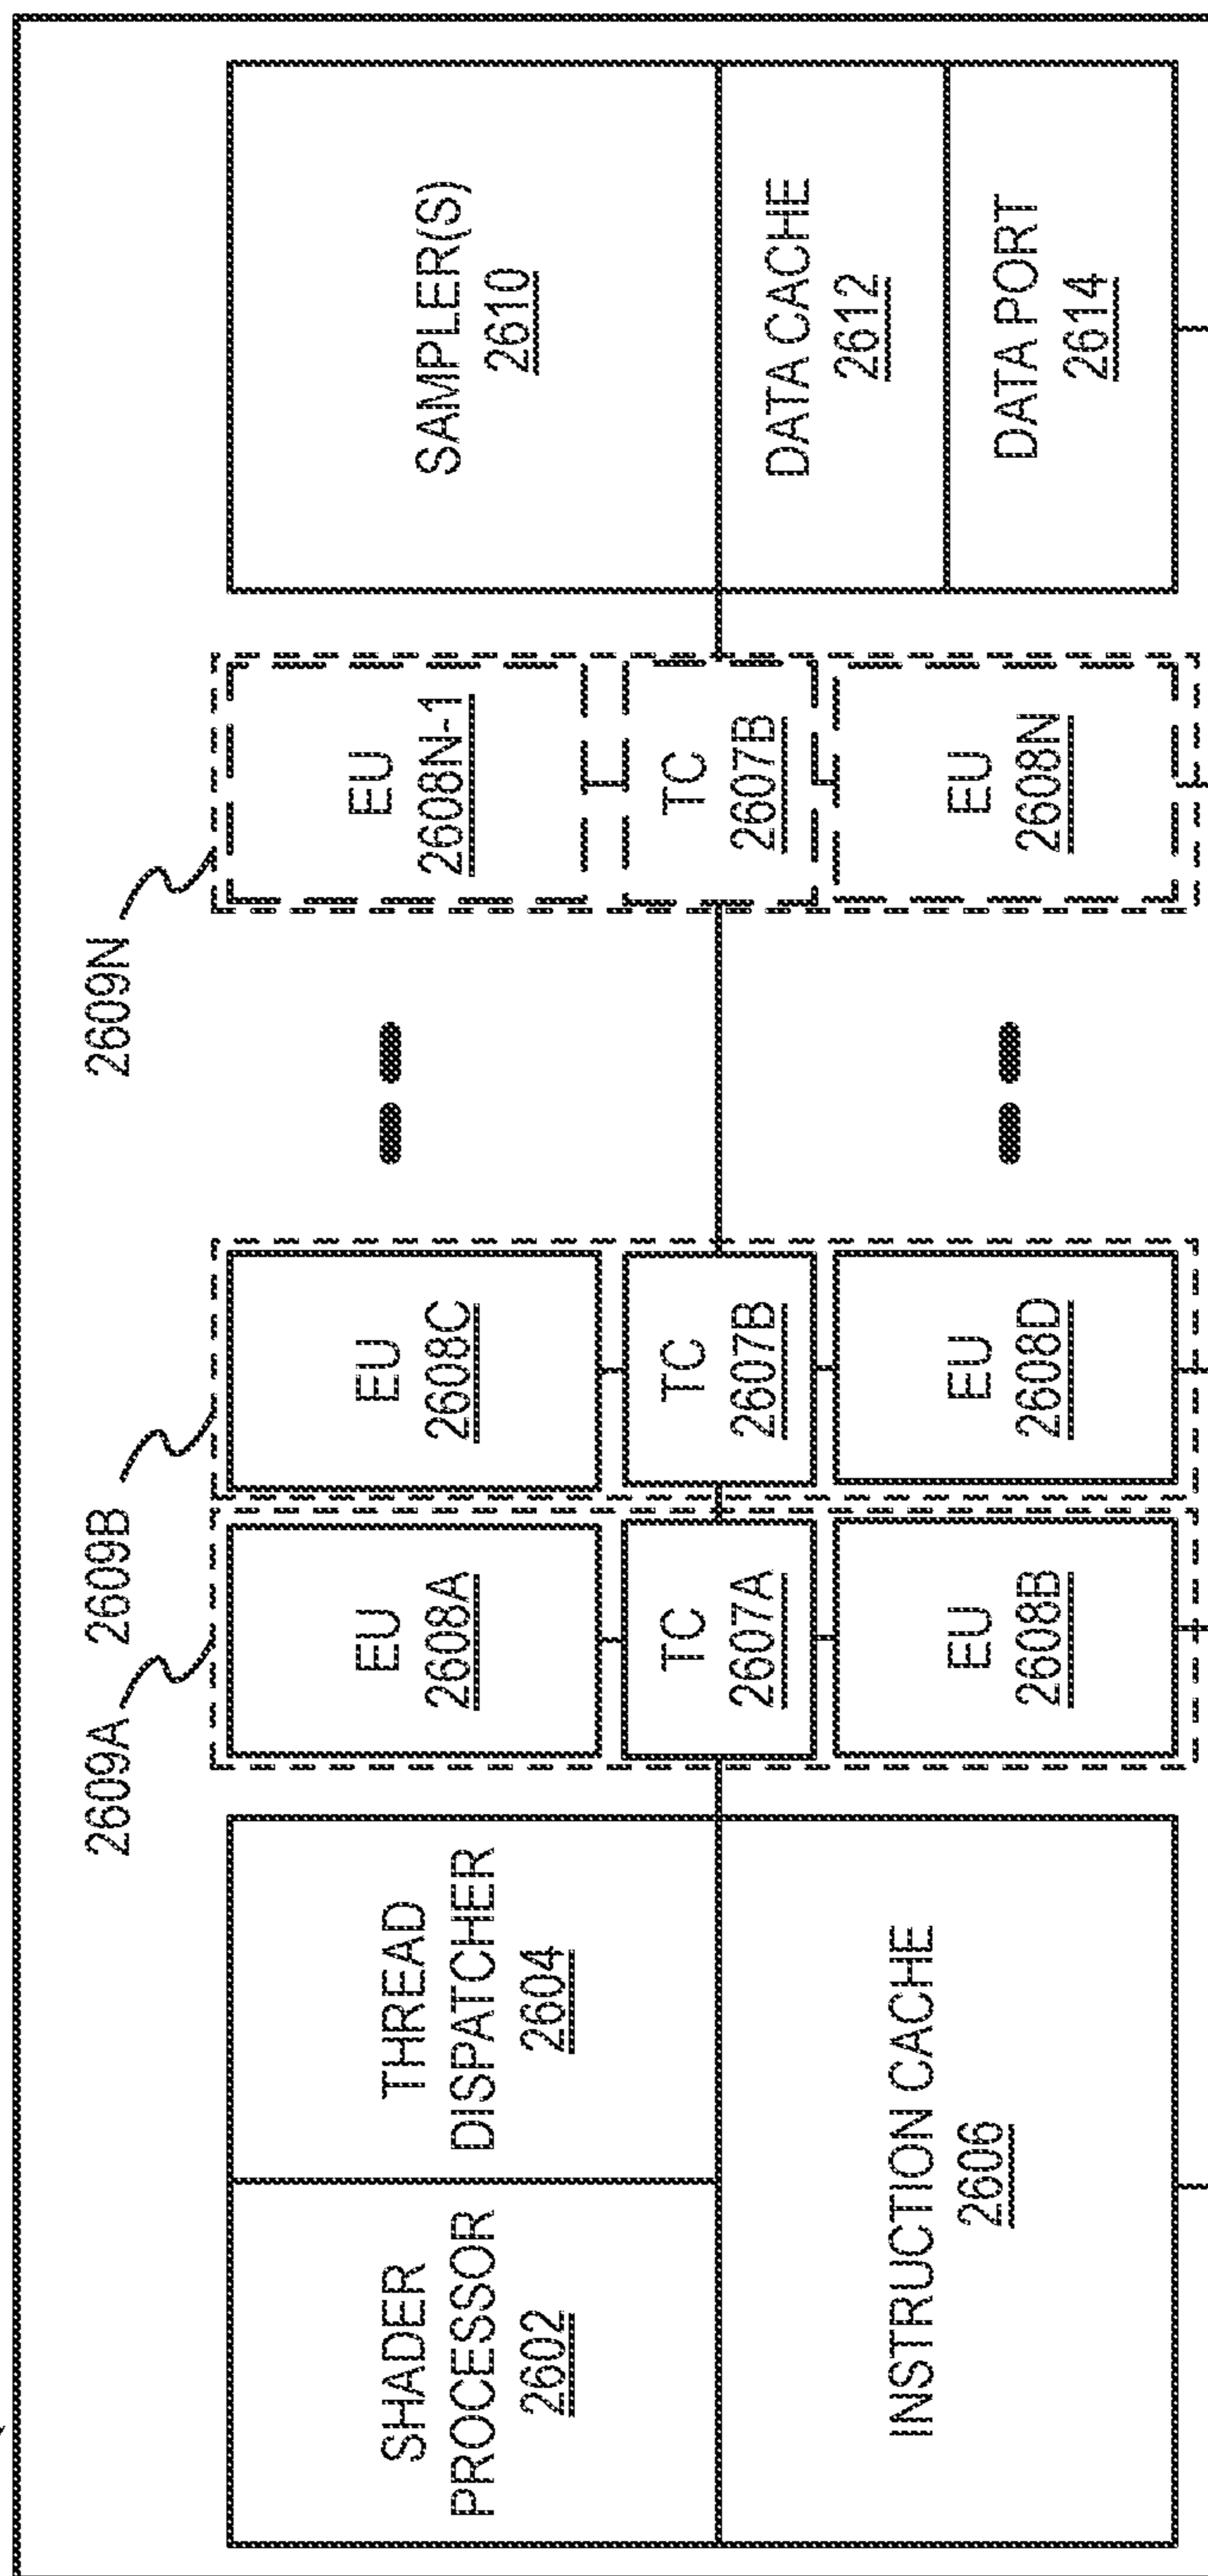 2609A
2609B
2609N
SHADER
PROCESSOR
2602
THREAD
DISPATCHER
2604
INSTRUCTION CACHE
2606
EU
2608A
TC
2607A
EU
2608B
EU
2608C
TC
2607B
EU
2608D
EU
2608N-1
TC
2607B
EU
2608N
SAMPLER(S)
2610
DATA CACHE
2612
DATA PORT
2614